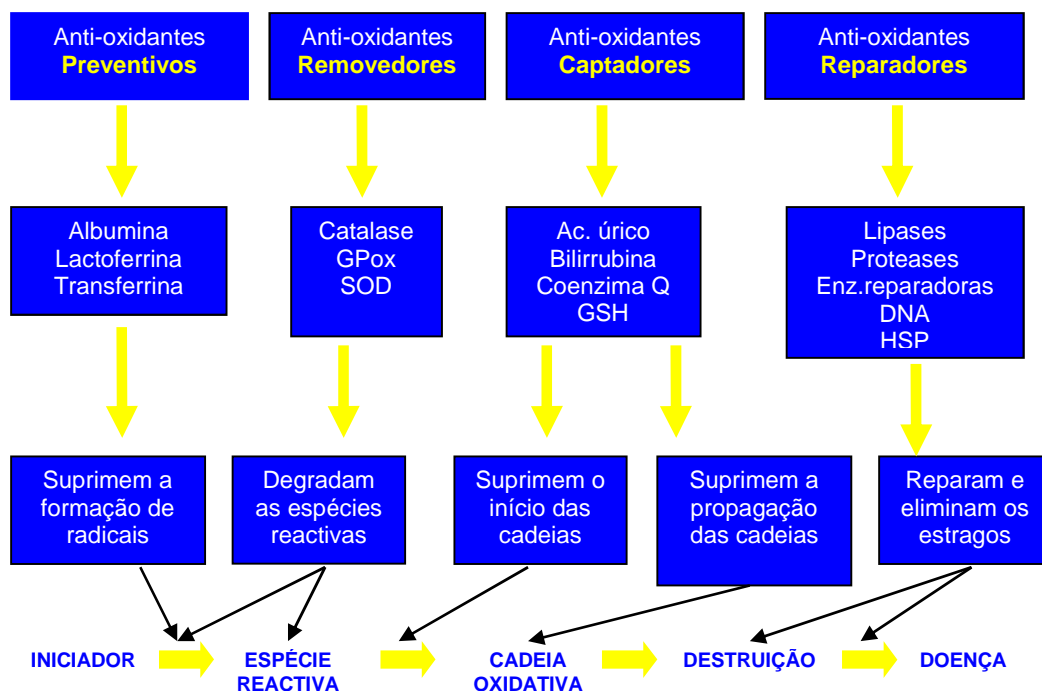 Anti-oxidantes
Preventivos
Anti-oxidantes
Removedores
Anti-oxidantes
Captadores
Anti-oxidantes
Reparadores
Albumina
Lactoferrina
Transferrina
Catalase
GPox
SOD
Ac. úrico
Bilirrubina
Coenzima Q
GSH
Lipases
Proteases
Enz.reparadoras
DNA
HSP
Suprimem a
formação de
radicais
Degradam
as espécies
reactivas
Suprimem o
início das
cadeias
Suprimem a
propagação
das cadeias
Reparam e
eliminam os
estragos
INICIADOR
ESPÉCIE
REACTIVA
CADEIA
OXIDATIVA
DESTRUIÇÃO
DOENÇA